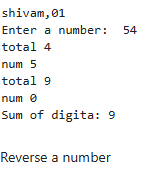 shivam,01
Enter a number:  54
total 4
num 5
total 9
num 0
Sum of digita: 9
Reverse a number